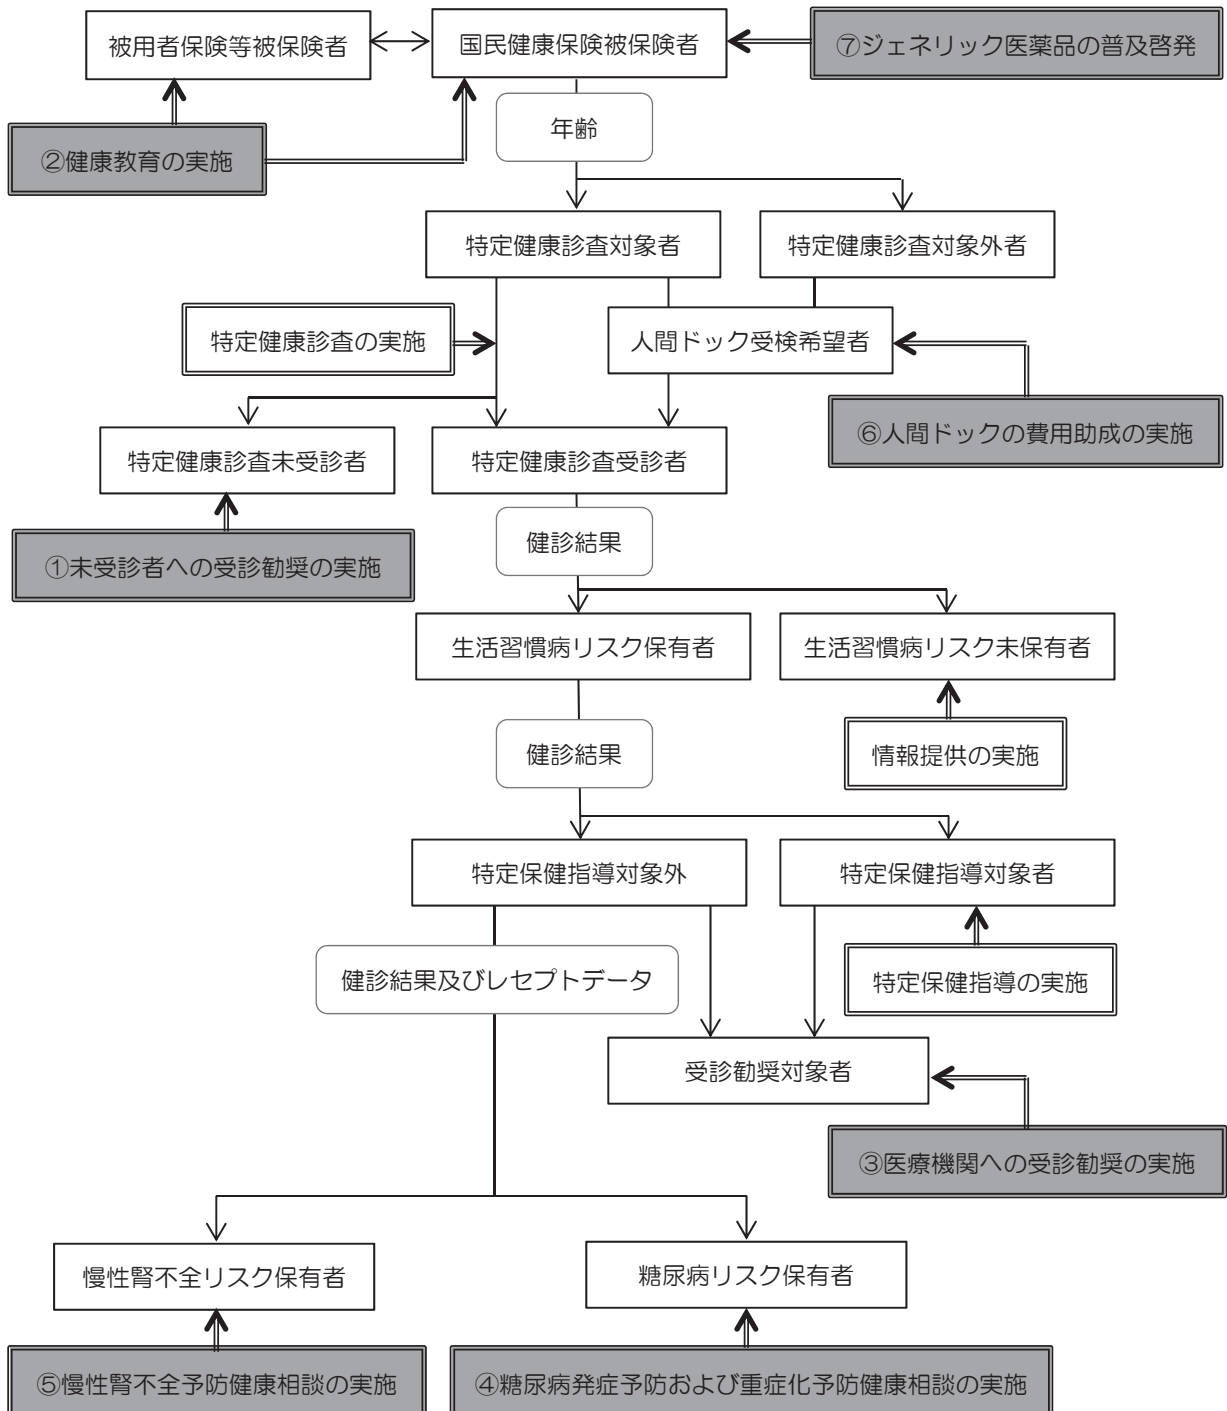 被用者保険等被保険者
国民健康保険被保険者
⑦ジェネリック医薬品の普及啓発
年齢
②健康教育の実施
特定健康診査対象者
特定健康診査対象外者
特定健康診査の実施
人間ドック受検希望者
⑥人間ドックの費用助成の実施
特定健康診査未受診者
特定健康診査受診者
健診結果
①未受診者への受診勧奨の実施
生活習慣病リスク保有者
生活習慣病リスク未保有者
健診結果
情報提供の実施
特定保健指導対象外
特定保健指導対象者
健診結果及びレセプトデータ
特定保健指導の実施
受診勧奨対象者
③医療機関への受診勧奨の実施
慢性腎不全リスク保有者
糖尿病リスク保有者
⑤慢性腎不全予防健康相談の実施
④糖尿病発症予防および重症化予防健康相談の実施